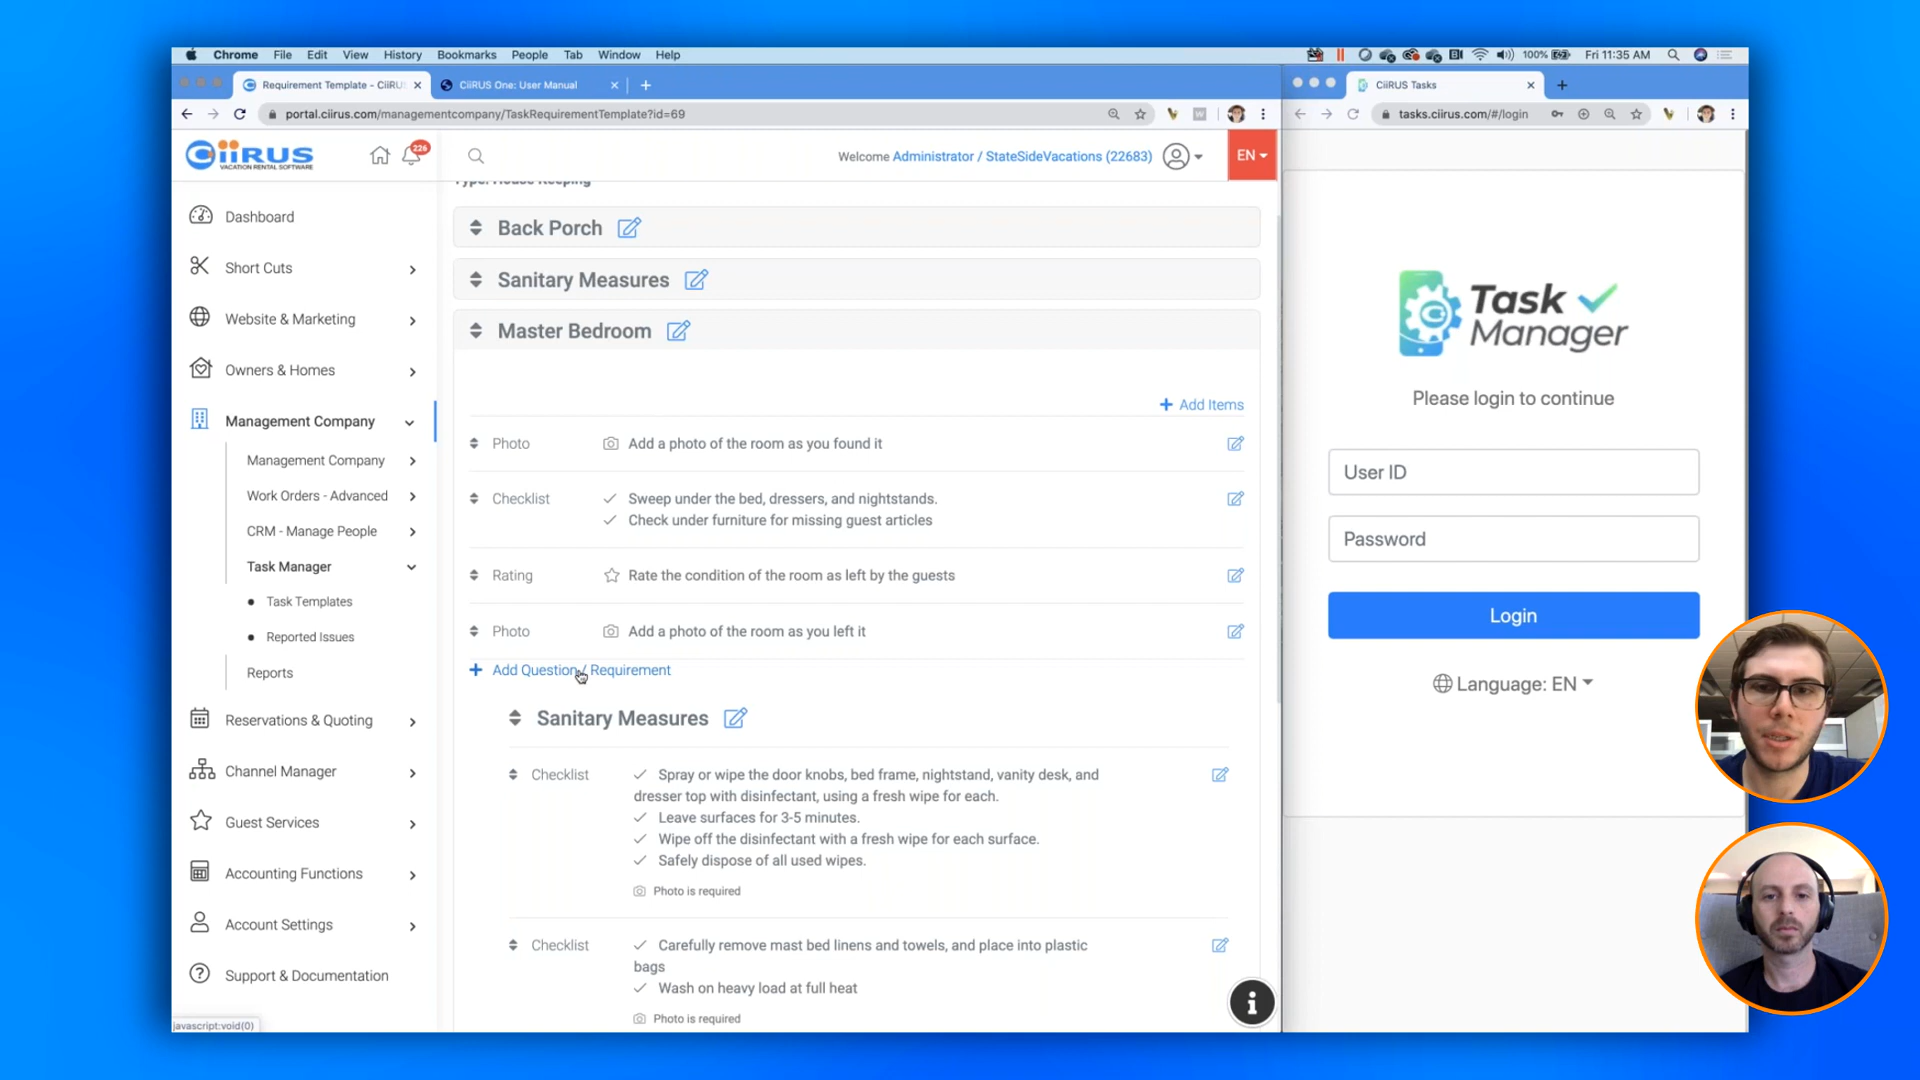 Chrome File Edit View History Bookmarks People Tab Window Help
100% Fri 11:35 AM
Requirement Template - CiiRU
CiiRUS One: User Manual
CiiRUS Tasks
portal.ciirus.com/managementcompany/TaskRequirementTemplate?id=69
tasks.ciirus.com/#/login
CiiRUS
VACATION RENTAL SOFTWARE
226
Welcome Administrator / StateSideVacations (22683)
EN
Type: House Keeping
Dashboard
Short Cuts
Website & Marketing
Owners & Homes
Management Company
Management Company
Work Orders - Advanced
CRM - Manage People
Task Manager
Task Templates
Reported Issues
Reports
Reservations & Quoting
Channel Manager
Guest Services
Accounting Functions
Account Settings
Support & Documentation
javascript:void(0)
Back Porch
Sanitary Measures
Master Bedroom
+ Add Items
Photo Add a photo of the room as you found it
Checklist Sweep under the bed, dressers, and nightstands.
Check under furniture for missing guest articles
Rating Rate the condition of the room as left by the guests
Photo Add a photo of the room as you left it
+ Add Question / Requirement
Sanitary Measures
Checklist Spray or wipe the door knobs, bed frame, nightstand, vanity desk, and
dresser top with disinfectant, using a fresh wipe for each.
Leave surfaces for 3-5 minutes.
Wipe off the disinfectant with a fresh wipe for each surface.
Safely dispose of all used wipes.
Photo is required
Checklist Carefully remove mast bed linens and towels, and place into plastic
bags
Wash on heavy load at full heat
Photo is required
Task
Manager
Please login to continue
User ID
Password
Login
Language: EN